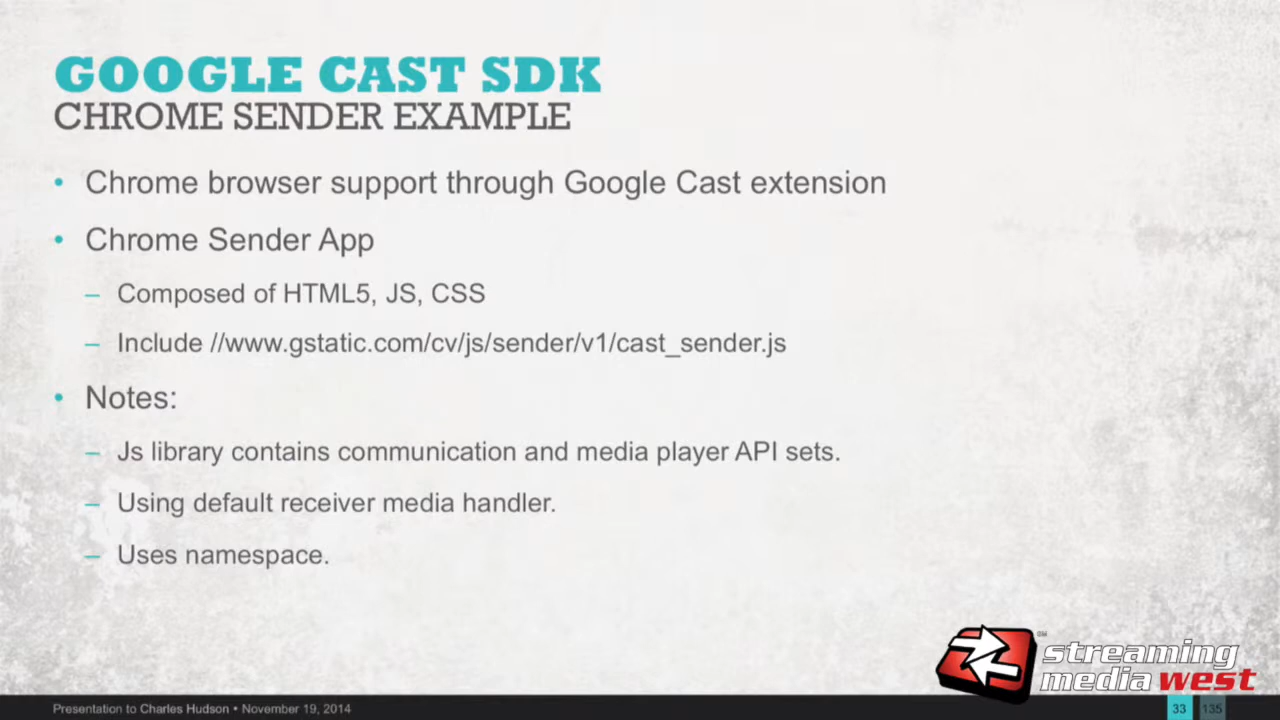 GOOGLE CAST SDK
CHROME SENDER EXAMPLE
• Chrome browser support through Google Cast extension
• Chrome Sender App
– Composed of HTML5, JS, CSS
– Include //www.gstatic.com/cv/js/sender/v1/cast_sender.js
• Notes:
– Js library contains communication and media player API sets.
– Using default receiver media handler.
– Uses namespace.
SM
streaming
media west
Presentation to Charles Hudson • November 19, 2014
33 135